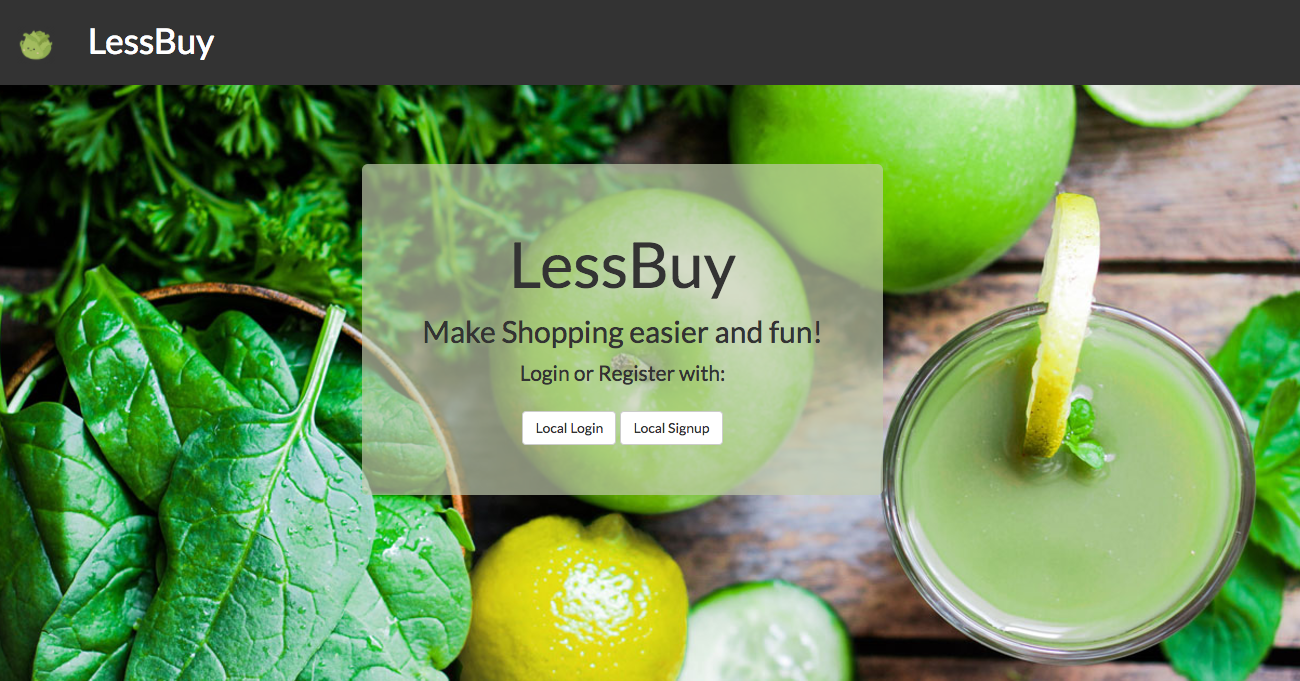 LessBuy
LessBuy
Make Shopping easier and fun!
Login or Register with:
Local Login Local Signup